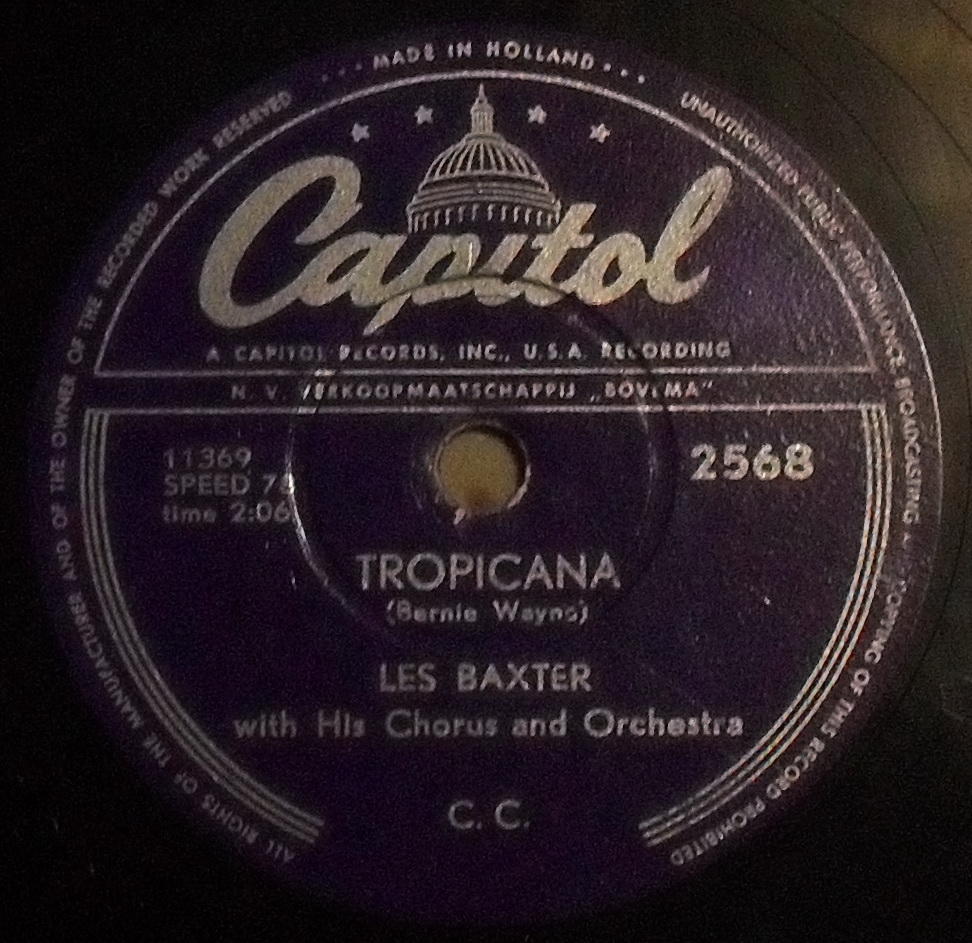 · · · MADE IN HOLLAND · · ·
Capitol
A CAPITOL RECORDS, INC., U.S.A. RECORDING
N. V. VERKOOPMAATSCHAPPIJ „BOVEMA"
11369
SPEED 78
time 2:06
2568
TROPICANA
(Bernie Wayne)
LES BAXTER
with His Chorus and Orchestra
C. C.
ALL RIGHTS OF THE MANUFACTURER AND OF THE OWNER OF THE RECORDED WORK RESERVED
UNAUTHORIZED PUBLIC PERFORMANCE BROADCASTING & COPYING OF THIS RECORD PROHIBITED